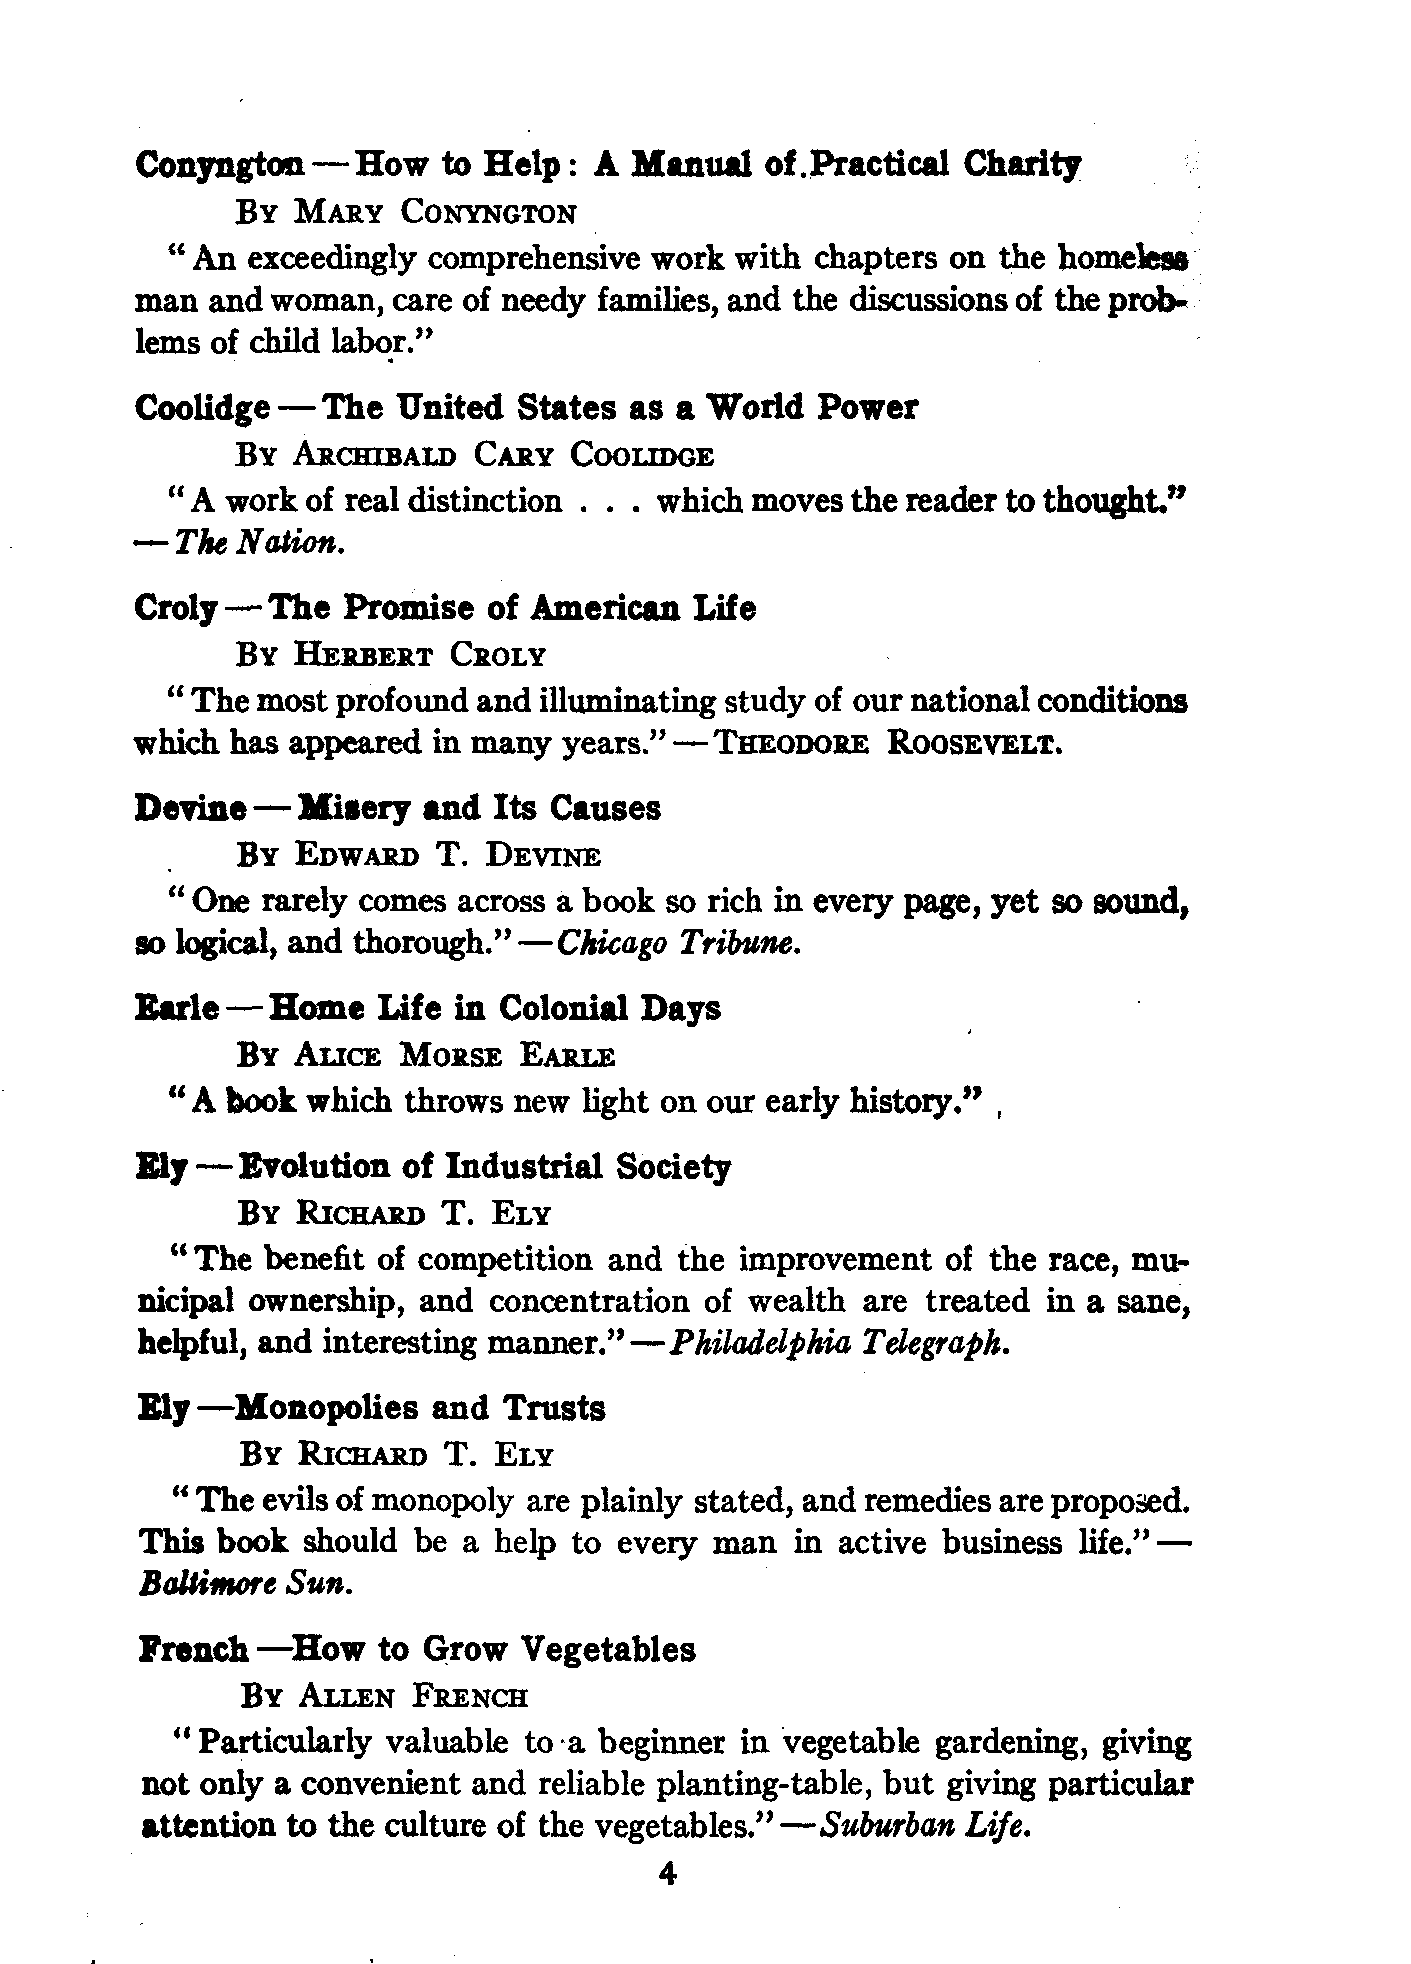 Conyngton — How to Help: A Manual of Practical Charity
By Mary Conyngton
“An exceedingly comprehensive work with chapters on the homeless
man and woman, care of needy families, and the discussions of the prob-
lems of child labor.”
Coolidge — The United States as a World Power
By Archibald Cary Coolidge
“A work of real distinction . . . which moves the reader to thought.”
— The Nation.
Croly — The Promise of American Life
By Herbert Croly
“The most profound and illuminating study of our national conditions
which has appeared in many years.” — Theodore Roosevelt.
Devine — Misery and Its Causes
By Edward T. Devine
“One rarely comes across a book so rich in every page, yet so sound,
so logical, and thorough.” — Chicago Tribune.
Earle — Home Life in Colonial Days
By Alice Morse Earle
“A book which throws new light on our early history.”
Ely — Evolution of Industrial Society
By Richard T. Ely
“The benefit of competition and the improvement of the race, mu-
nicipal ownership, and concentration of wealth are treated in a sane,
helpful, and interesting manner.” — Philadelphia Telegraph.
Ely — Monopolies and Trusts
By Richard T. Ely
“The evils of monopoly are plainly stated, and remedies are proposed.
This book should be a help to every man in active business life.” —
Baltimore Sun.
French — How to Grow Vegetables
By Allen French
“Particularly valuable to a beginner in vegetable gardening, giving
not only a convenient and reliable planting-table, but giving particular
attention to the culture of the vegetables.” — Suburban Life.
4